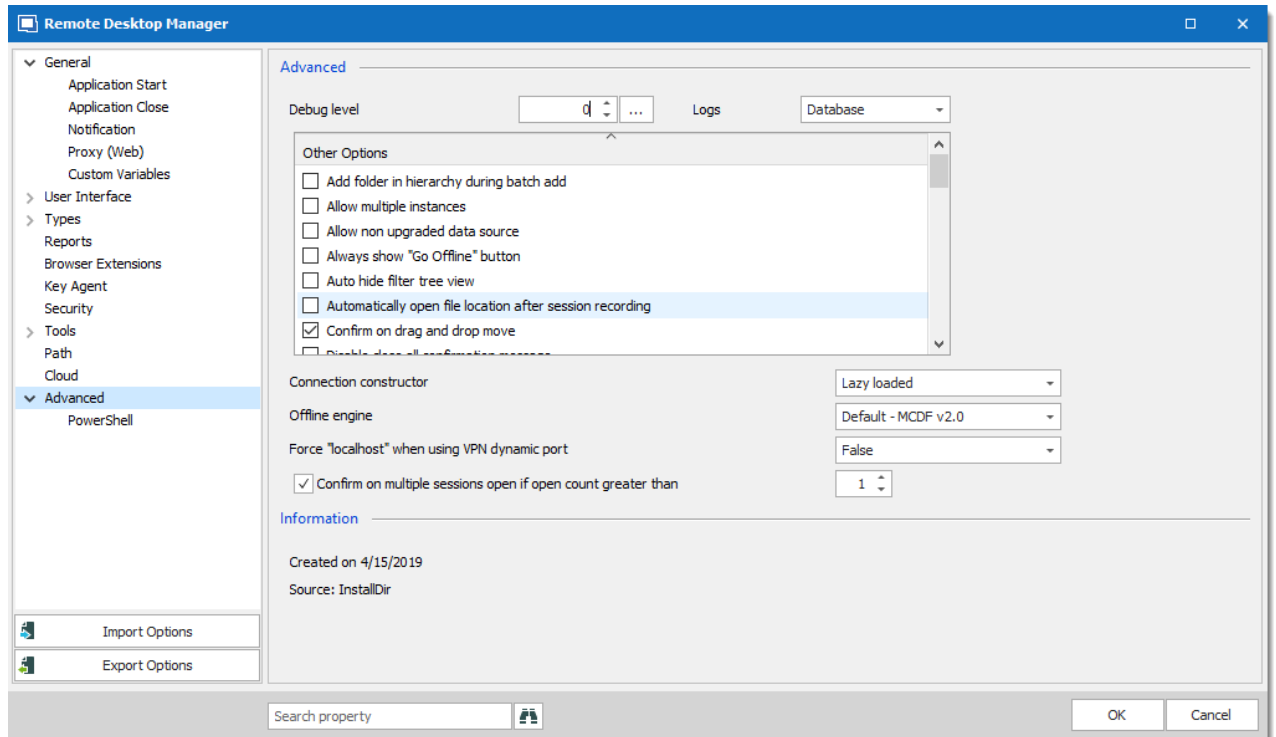 Remote Desktop Manager
General
Application Start
Application Close
Notification
Proxy (Web)
Custom Variables
User Interface
Types
Reports
Browser Extensions
Key Agent
Security
Tools
Path
Cloud
Advanced
PowerShell
Import Options
Export Options
Advanced
Debug level 0 ... Logs Database
Other Options
Add folder in hierarchy during batch add
Allow multiple instances
Allow non upgraded data source
Always show "Go Offline" button
Auto hide filter tree view
Automatically open file location after session recording
Confirm on drag and drop move
Disable close all confirmation message
Connection constructor Lazy loaded
Offline engine Default - MCDF v2.0
Force "localhost" when using VPN dynamic port False
Confirm on multiple sessions open if open count greater than 1
Information
Created on 4/15/2019
Source: InstallDir
Search property
OK Cancel